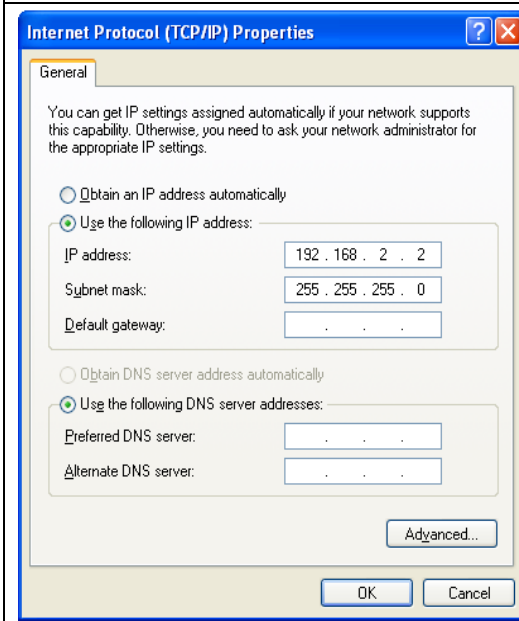 Internet Protocol (TCP/IP) Properties
General
You can get IP settings assigned automatically if your network supports
this capability. Otherwise, you need to ask your network administrator for
the appropriate IP settings.
Obtain an IP address automatically
Use the following IP address:
IP address: 192 . 168 . 2 . 2
Subnet mask: 255 . 255 . 255 . 0
Default gateway: . . .
Obtain DNS server address automatically
Use the following DNS server addresses:
Preferred DNS server: . . .
Alternate DNS server: . . .
Advanced...
OK Cancel